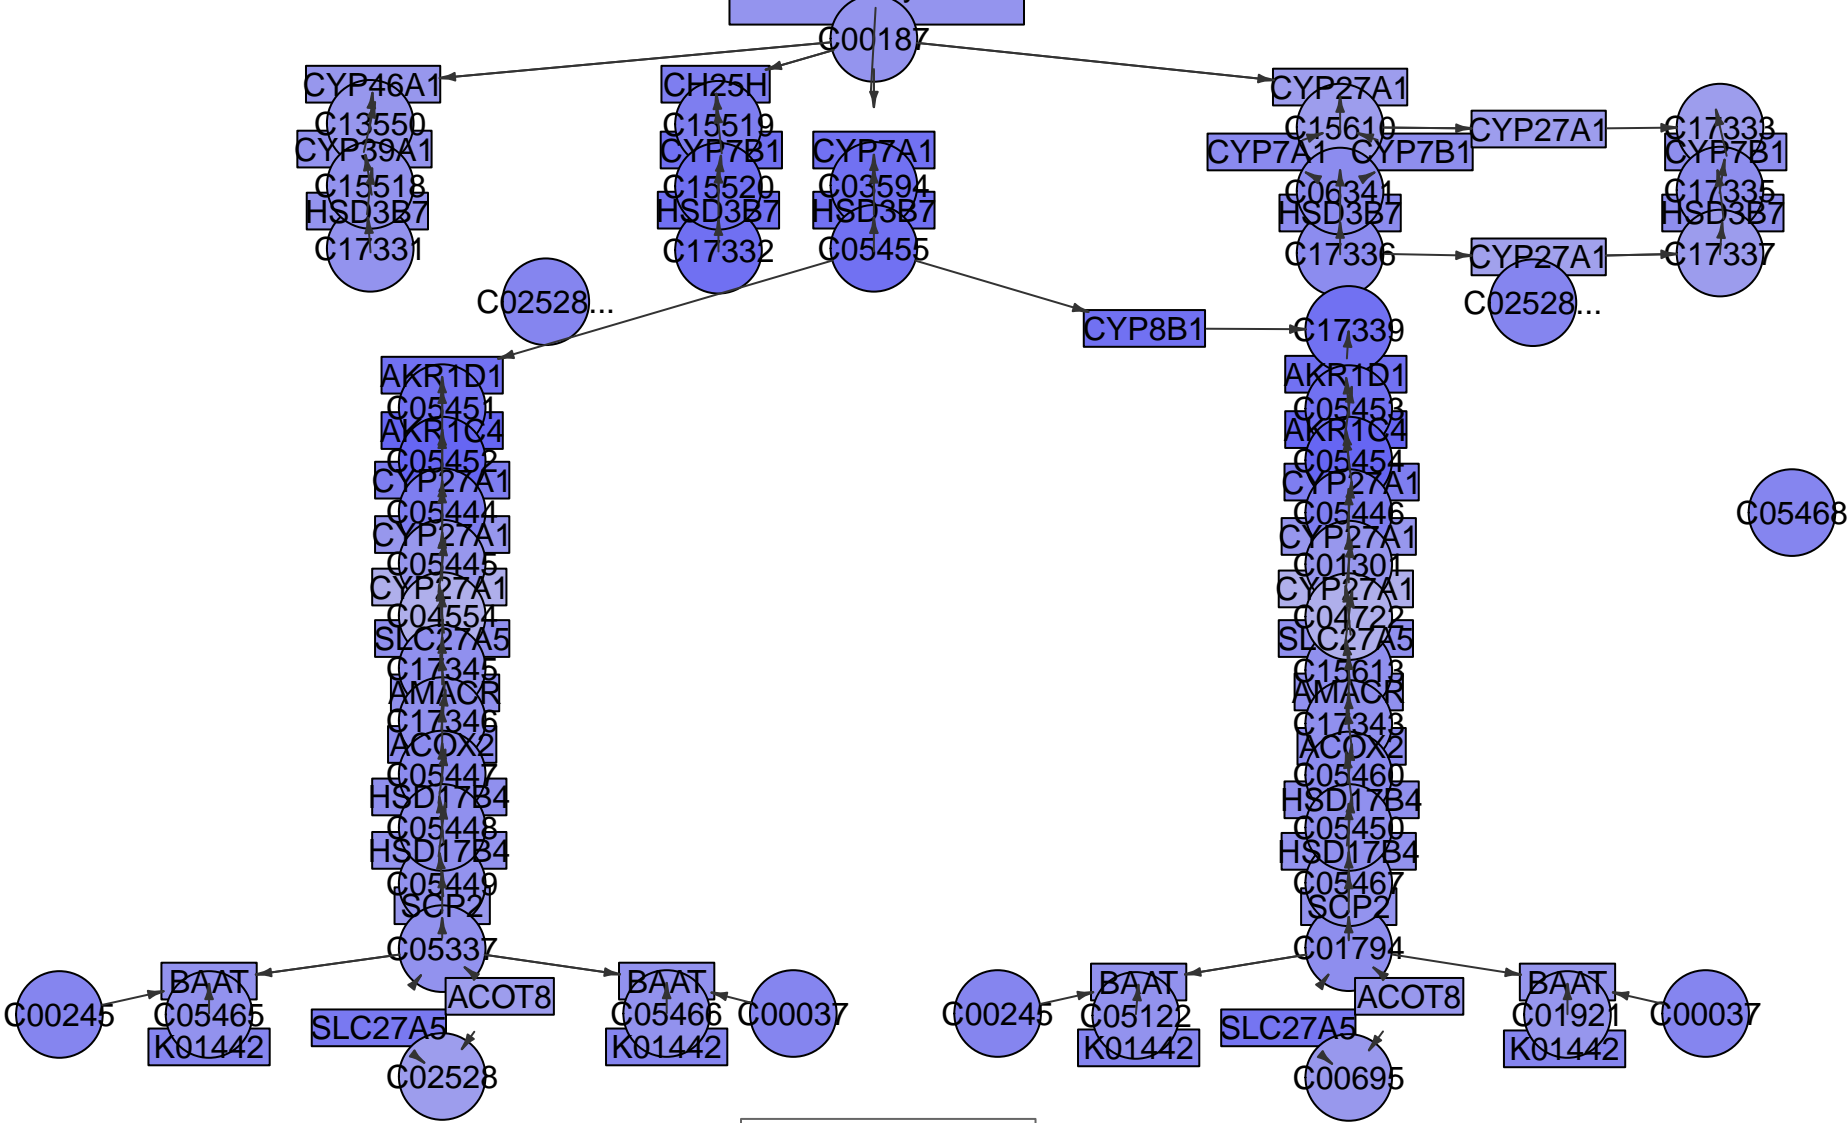 C00187
CYP46A1
C13550
CYP39A1
C15518
HSD3B7
C17331
CH25H
C15519
CYP7B1
C15520
HSD3B7
C17332
CYP7A1
C03594
HSD3B7
C05455
CYP27A1
C15610
CYP7A1
CYP7B1
C06341
HSD3B7
C17336
CYP27A1
C17333
CYP7B1
C17335
HSD3B7
CYP27A1
C17337
C02528...
C02528...
CYP8B1
C17339
AKR1D1
C05451
AKR1C4
C05452
CYP27A1
C05444
CYP27A1
C05445
CYP27A1
C04554
SLC27A5
C17345
AMACR
C17346
ACOX2
C05447
HSD17B4
C05448
HSD17B4
C05449
SCP2
C05337
AKR1D1
C05453
AKR1C4
C05454
CYP27A1
C05446
CYP27A1
C01301
CYP27A1
C04722
SLC27A5
C15613
AMACR
C17343
ACOX2
C05460
HSD17B4
C05450
HSD17B4
C05467
SCP2
C01794
C05468
C00245
BAAT
C05465
K01442
SLC27A5
ACOT8
C02528
BAAT
C05466
K01442
C00037
C00245
BAAT
C05122
K01442
SLC27A5
ACOT8
C00695
BAAT
C01921
K01442
C00037